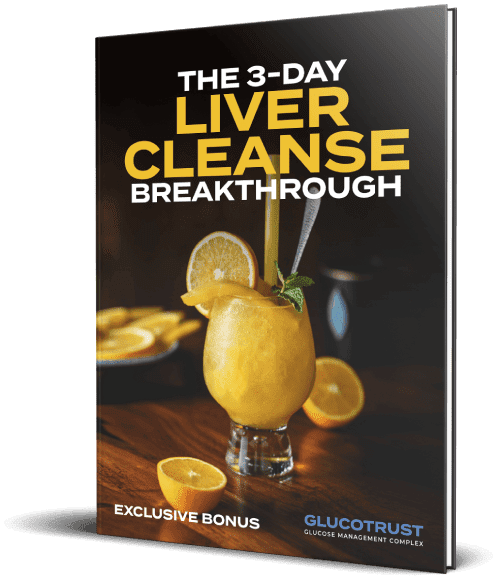 THE 3-DAY
LIVER
CLEANSE
BREAKTHROUGH
EXCLUSIVE BONUS
GLUCOTRUST
GLUCOSE MANAGEMENT COMPLEX